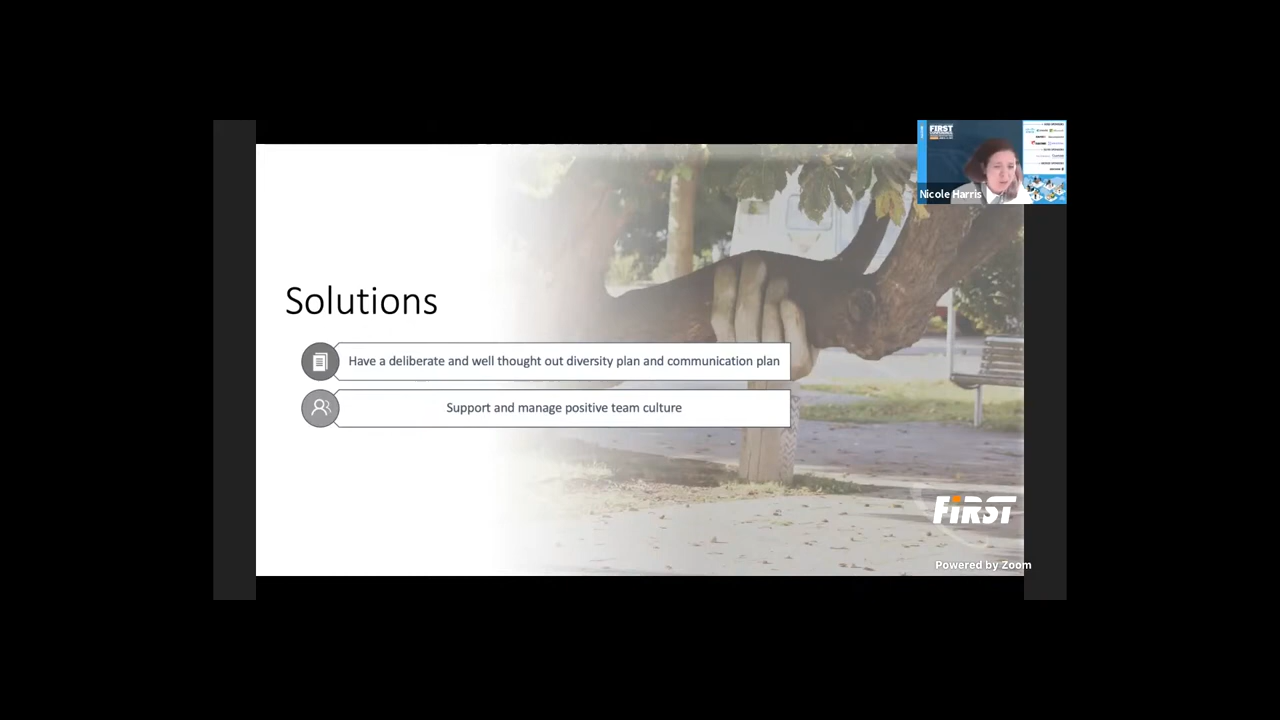 FIRST
CONFERENCE
Nicole Harris
Solutions
Have a deliberate and well thought out diversity plan and communication plan
Support and manage positive team culture
FiRST
Powered by Zoom